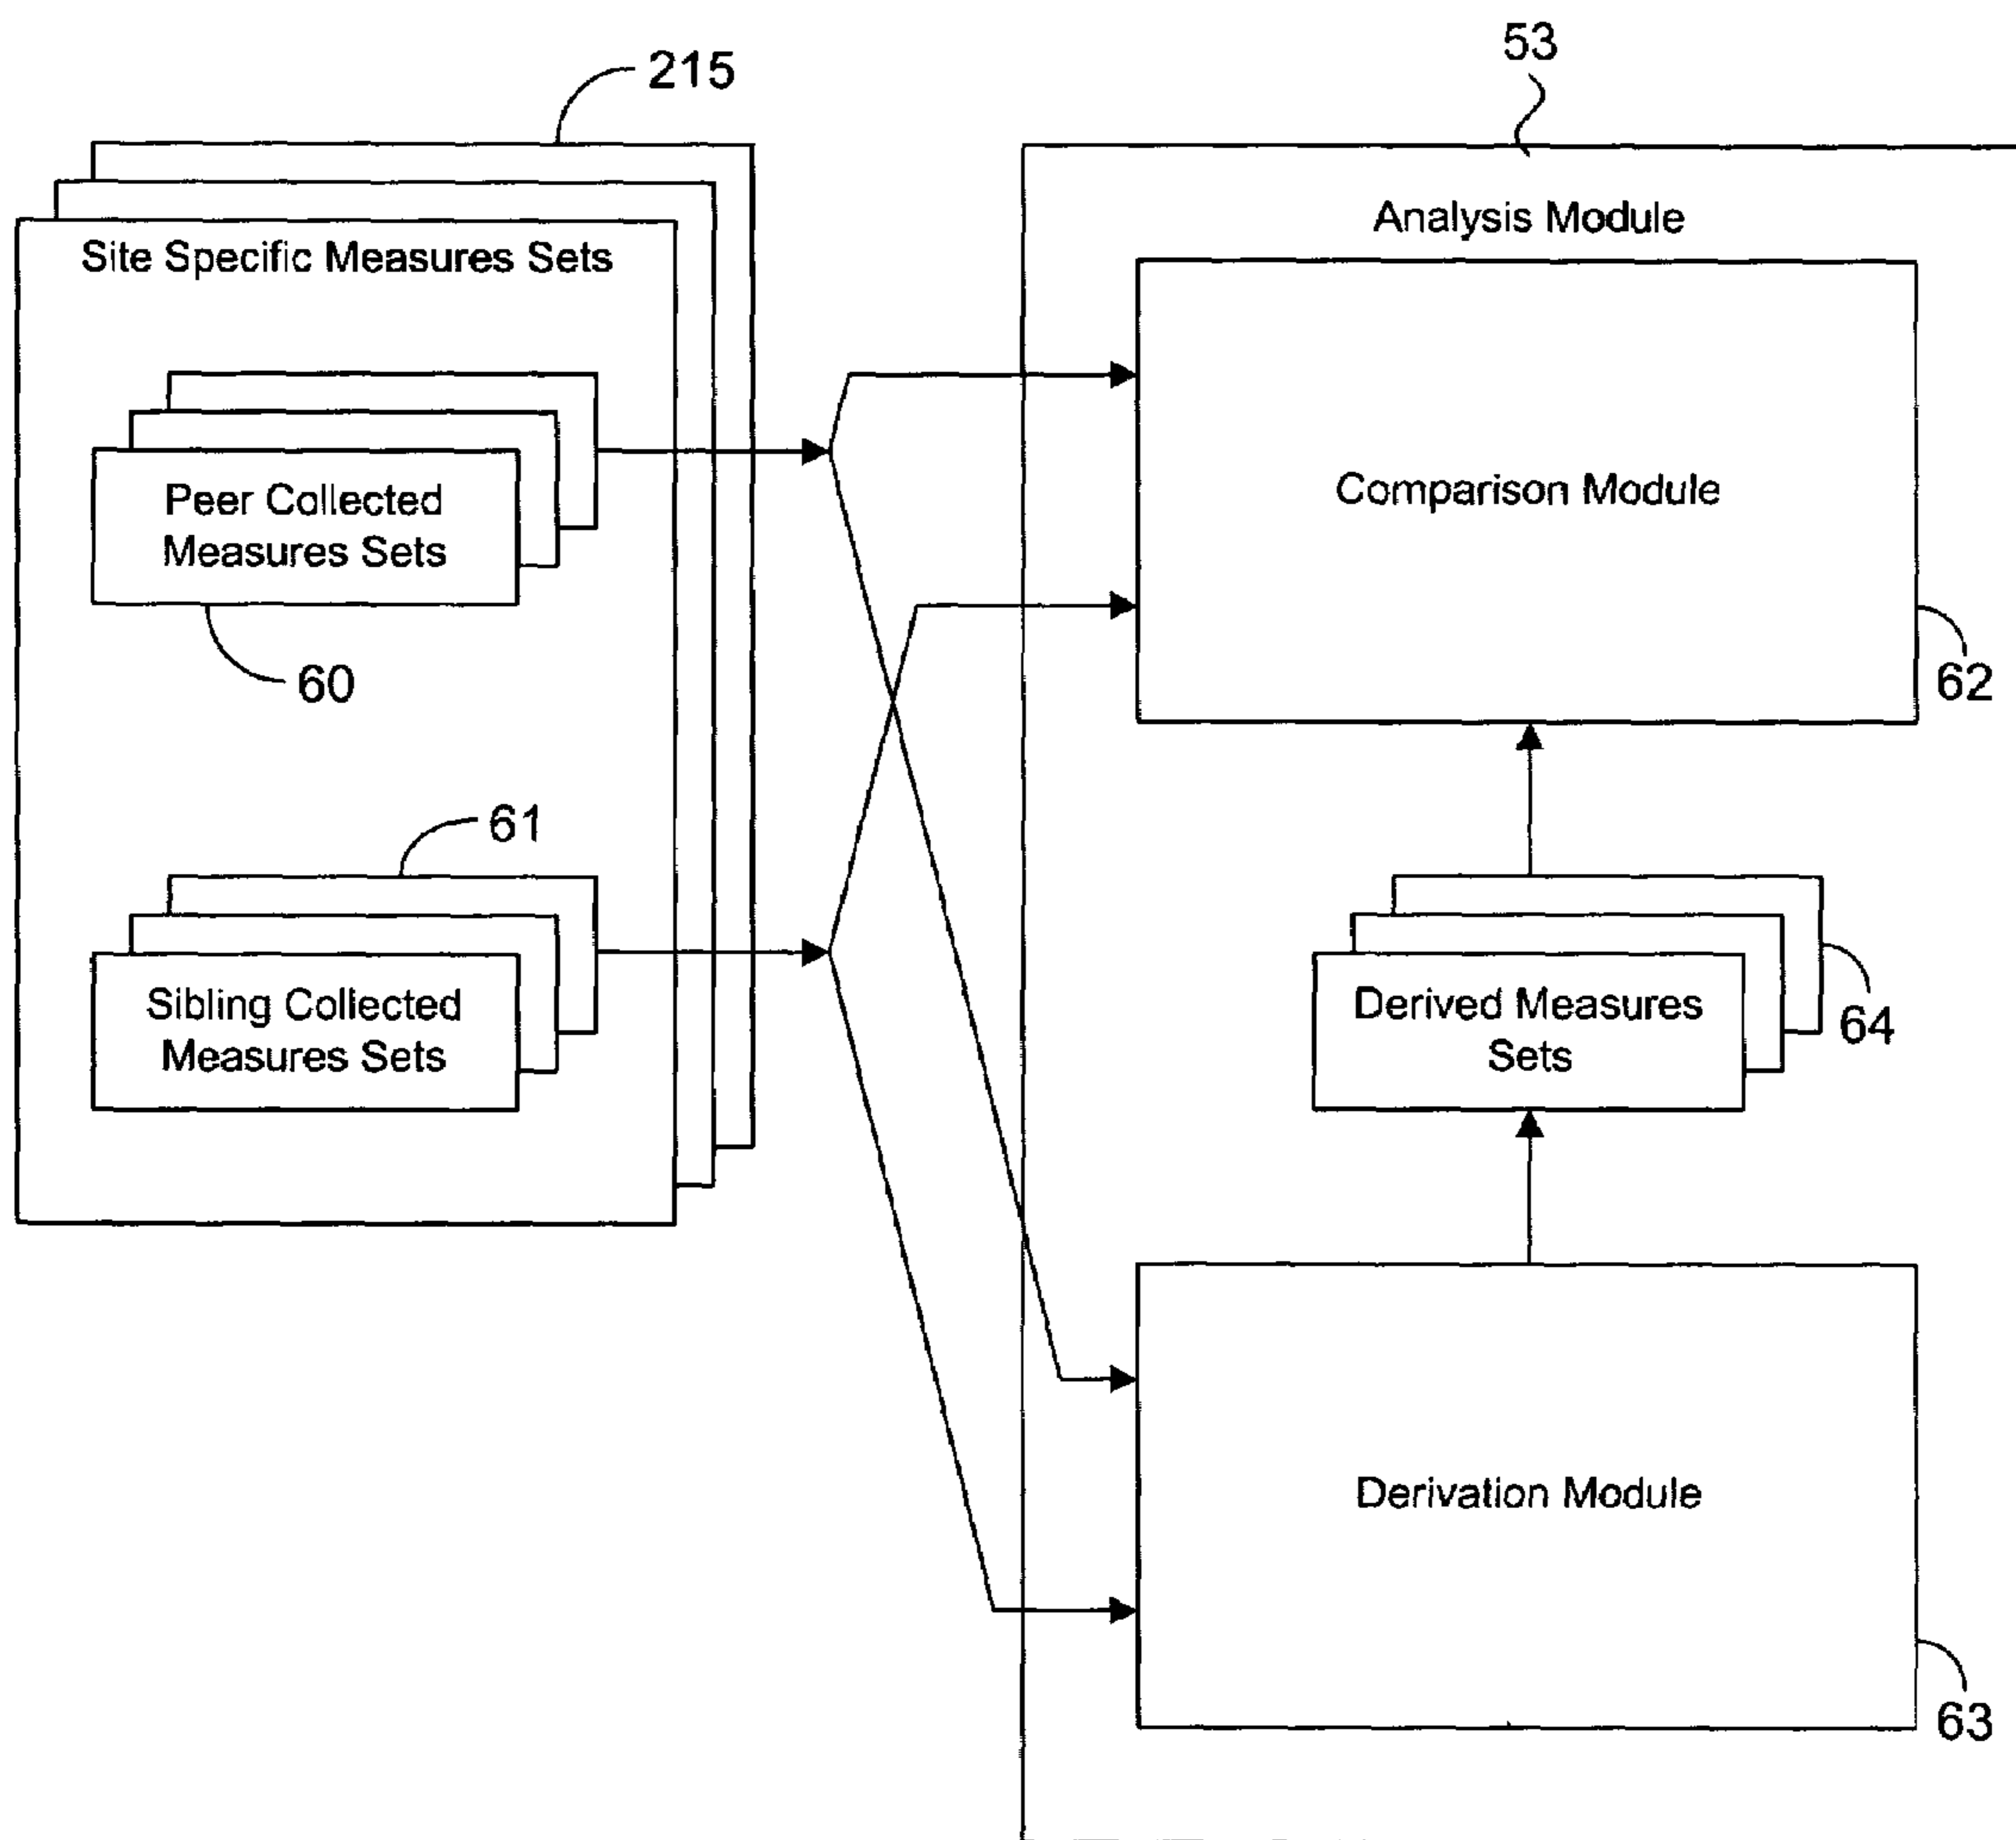 215
53
Site Specific Measures Sets
Analysis Module
Peer Collected
Measures Sets
Comparison Module
60
62
61
Sibling Collected
Measures Sets
Derived Measures
Sets
64
Derivation Module
63